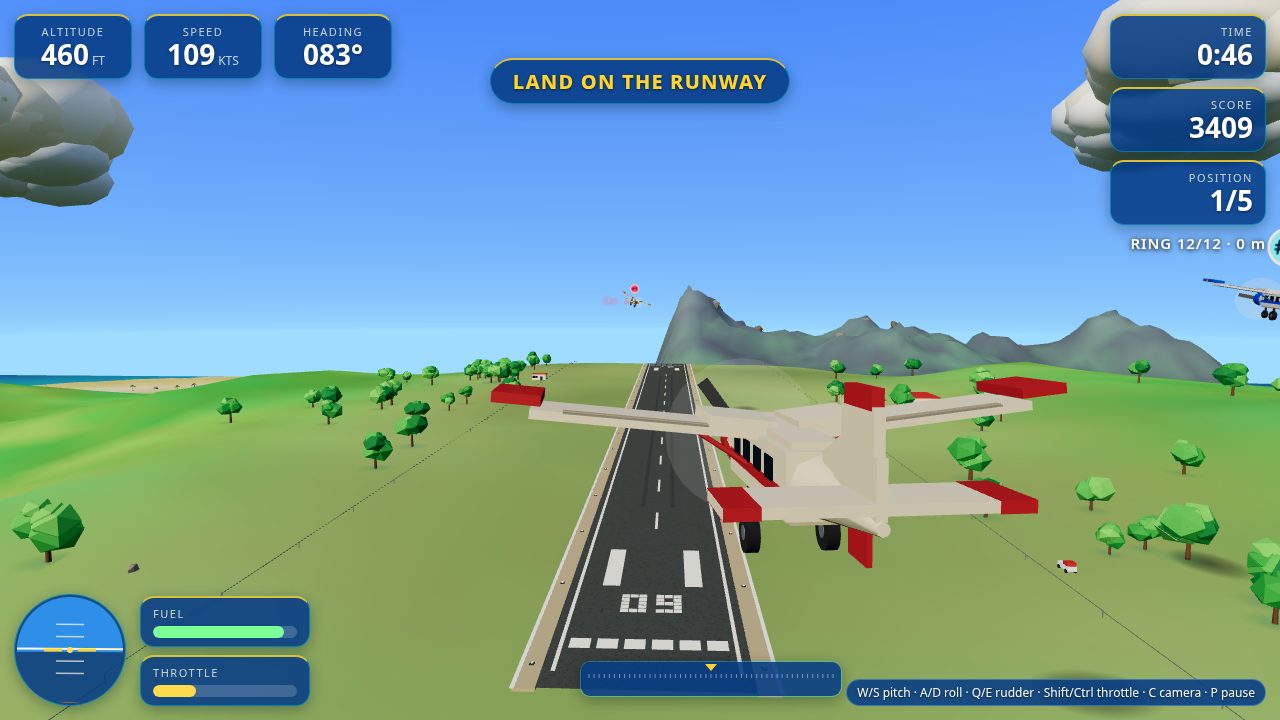 ALTITUDE
460 FT
SPEED
109 KTS
HEADING
083°
LAND ON THE RUNWAY
TIME
0:46
SCORE
3409
POSITION
1/5
RING 12/12 · 0 m
09
FUEL
THROTTLE
W/S pitch · A/D roll · Q/E rudder · Shift/Ctrl throttle · C camera · P pause